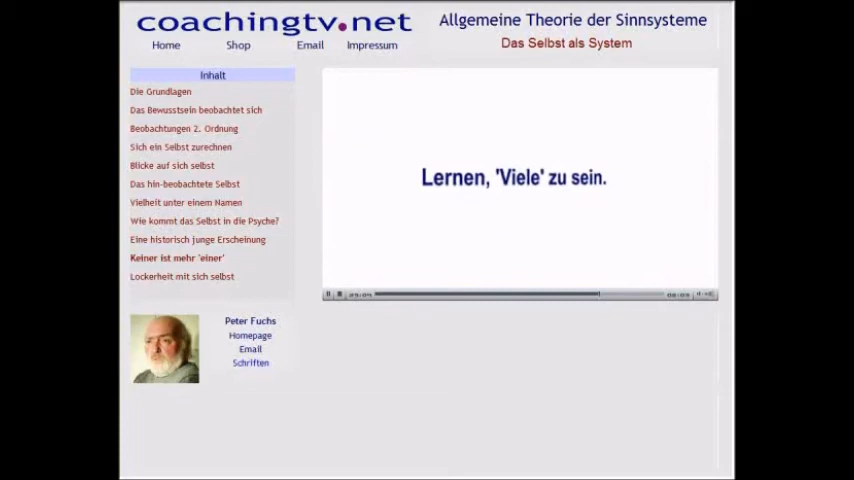 coachingtv.net
Allgemeine Theorie der Sinnsysteme
Home Shop Email Impressum
Das Selbst als System
Inhalt
Die Grundlagen
Das Bewusstsein beobachtet sich
Beobachtungen 2. Ordnung
Sich ein Selbst zurechnen
Blicke auf sich selbst
Das hin-beobachtete Selbst
Vielheit unter einem Namen
Wie kommt das Selbst in die Psyche?
Eine historisch junge Erscheinung
Keiner ist mehr 'einer'
Lockerheit mit sich selbst
Lernen, 'Viele' zu sein.
Peter Fuchs
Homepage
Email
Schriften